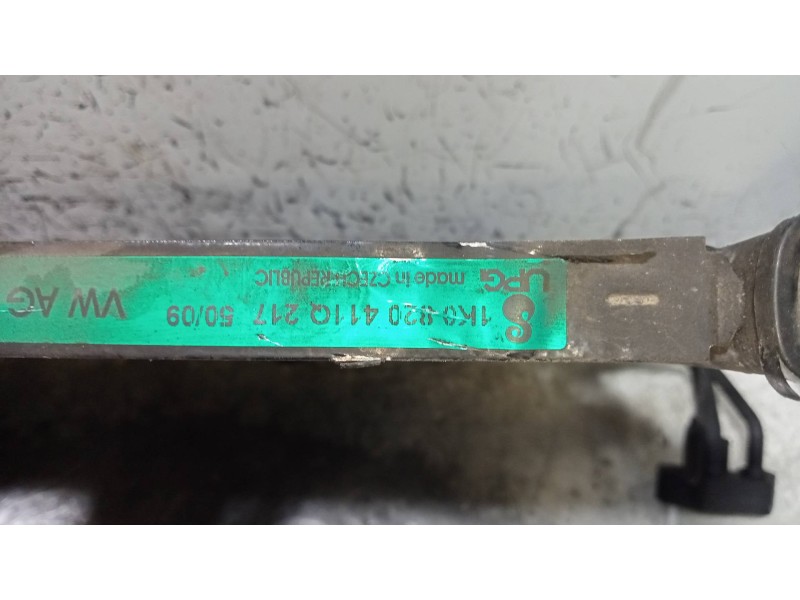 UPG made in CZECH REPUBLIC
1K0 820 411Q 217 50/09 VW AG